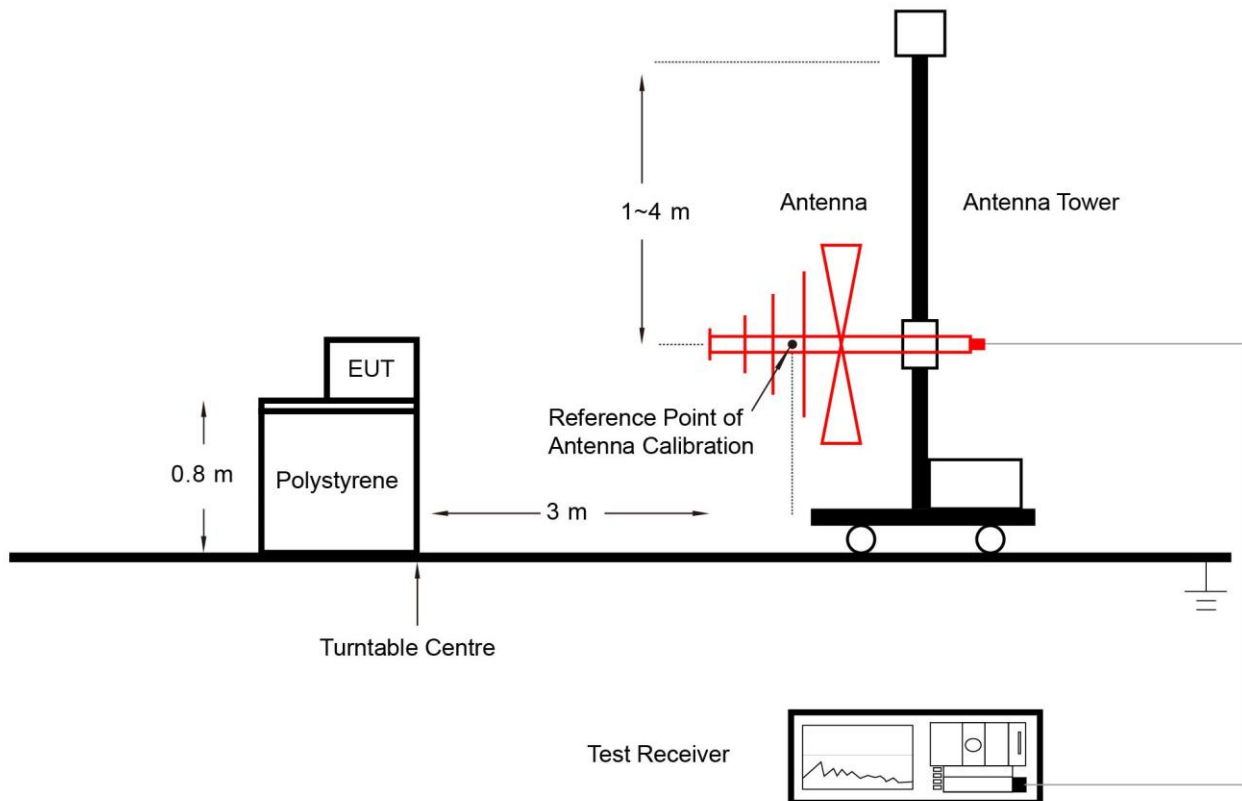 1~4 m
Antenna
Antenna Tower
EUT
Reference Point of
Antenna Calibration
0.8 m
Polystyrene
3 m
Turntable Centre
Test Receiver